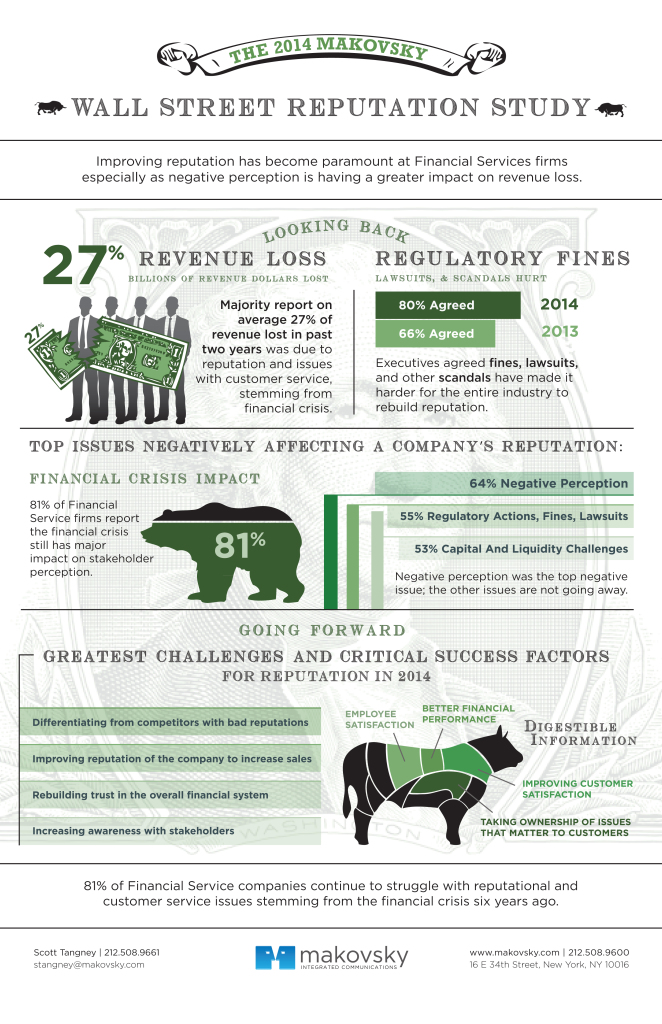 THE 2014 MAKOVSKY
WALL STREET REPUTATION STUDY
Improving reputation has become paramount at Financial Services firms
especially as negative perception is having a greater impact on revenue loss.
LOOKING BACK
27% REVENUE LOSS
BILLIONS OF REVENUE DOLLARS LOST
27%
Majority report on
average 27% of
revenue lost in past
two years was due to
reputation and issues
with customer service,
stemming from
financial crisis.
REGULATORY FINES
LAWSUITS, & SCANDALS HURT
80% Agreed 2014
66% Agreed 2013
Executives agreed fines, lawsuits,
and other scandals have made it
harder for the entire industry to
rebuild reputation.
TOP ISSUES NEGATIVELY AFFECTING A COMPANY'S REPUTATION:
FINANCIAL CRISIS IMPACT
81% of Financial
Service firms report
the financial crisis
still has major
impact on stakeholder
perception.
81%
64% Negative Perception
55% Regulatory Actions, Fines, Lawsuits
53% Capital And Liquidity Challenges
Negative perception was the top negative
issue; the other issues are not going away.
GOING FORWARD
GREATEST CHALLENGES AND CRITICAL SUCCESS FACTORS
FOR REPUTATION IN 2014
Differentiating from competitors with bad reputations
Improving reputation of the company to increase sales
Rebuilding trust in the overall financial system
Increasing awareness with stakeholders
EMPLOYEE
SATISFACTION
BETTER FINANCIAL
PERFORMANCE
DIGESTIBLE
INFORMATION
IMPROVING CUSTOMER
SATISFACTION
TAKING OWNERSHIP OF ISSUES
THAT MATTER TO CUSTOMERS
WASHINGTON
81% of Financial Service companies continue to struggle with reputational and
customer service issues stemming from the financial crisis six years ago.
Scott Tangney | 212.508.9661
stangney@makovsky.com
makovsky
INTEGRATED COMMUNICATIONS
www.makovsky.com | 212.508.9600
16 E 34th Street, New York, NY 10016